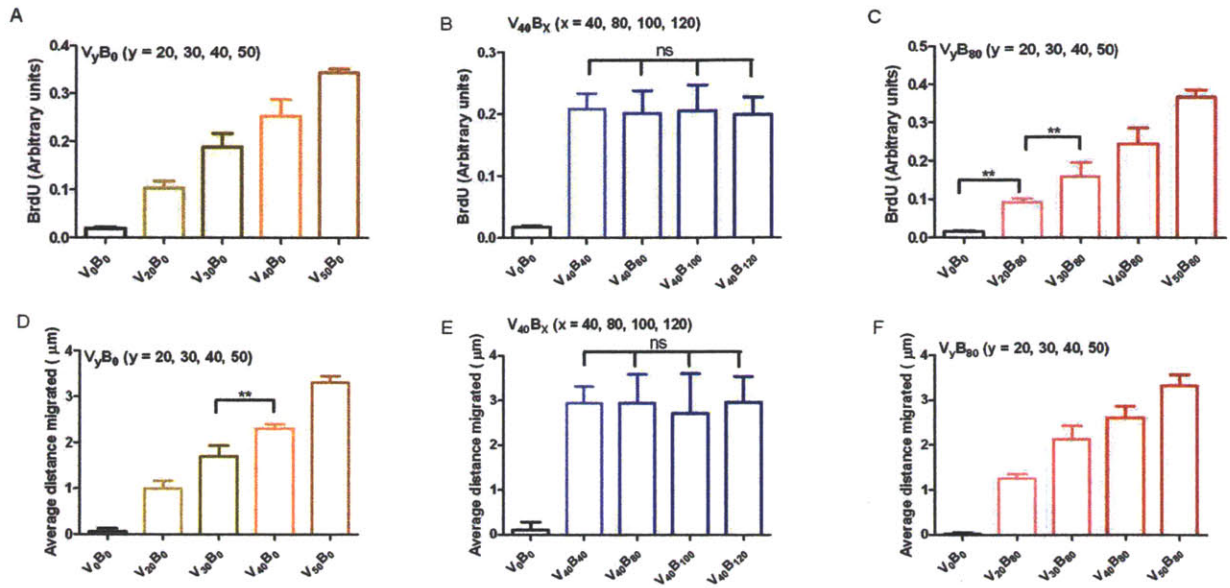 A
VyB0 (y = 20, 30, 40, 50)
BrdU (Arbitrary units)
0.4
0.3
0.2
0.1
0.0
V0B0
V20B0
V30B0
V40B0
V50B0
B
V40BX (x = 40, 80, 100, 120)
ns
BrdU (Arbitrary units)
0.3
0.2
0.1
0.0
V0B0
V40B40
V40B80
V40B100
V40B120
C
VyB80 (y = 20, 30, 40, 50)
BrdU (Arbitrary units)
0.5
0.4
0.3
0.2
0.1
0.0
**
**
V0B0
V20B80
V30B80
V40B80
V50B80
D
VyB0 (y = 20, 30, 40, 50)
Average distance migrated ( μm)
4
3
2
1
0
**
V0B0
V20B0
V30B0
V40B0
V50B0
E
V40BX (x = 40, 80, 100, 120)
ns
Average distance migrated (μm)
4
3
2
1
0
V0B0
V40B40
V40B80
V40B100
V40B120
F
VyB80 (y = 20, 30, 40, 50)
Average distance migrated ( μm)
4
3
2
1
0
V0B0
V20B80
V30B80
V40B80
V50B80